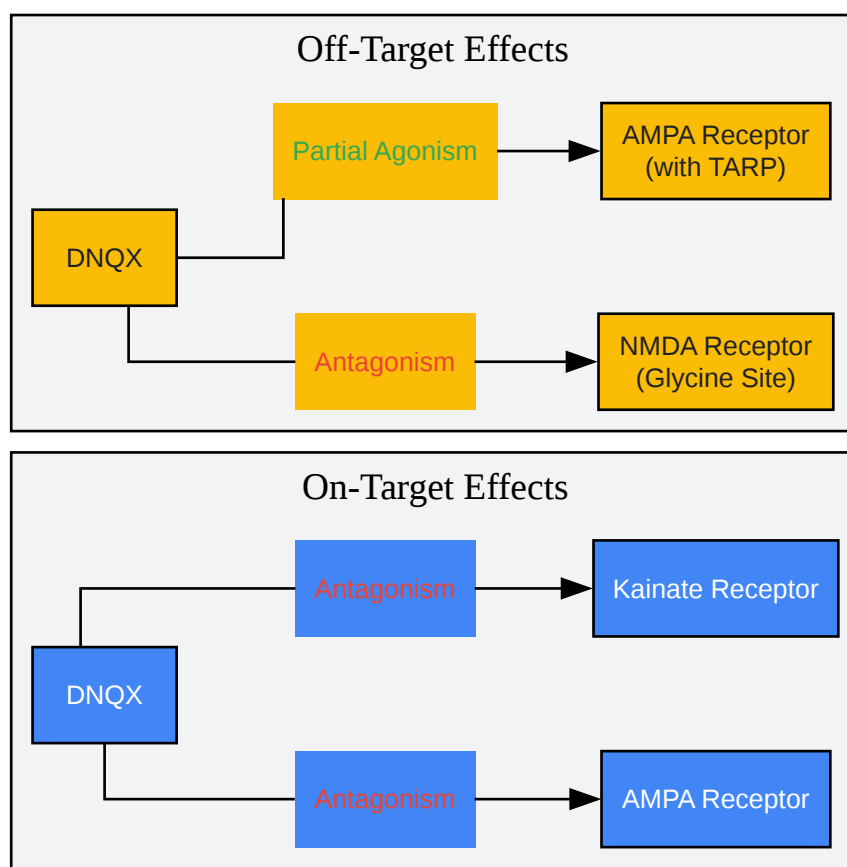 Off-Target Effects
Partial Agonism
AMPA Receptor
(with TARP)
DNQX
Antagonism
NMDA Receptor
(Glycine Site)
On-Target Effects
Antagonism
Kainate Receptor
DNQX
Antagonism
AMPA Receptor